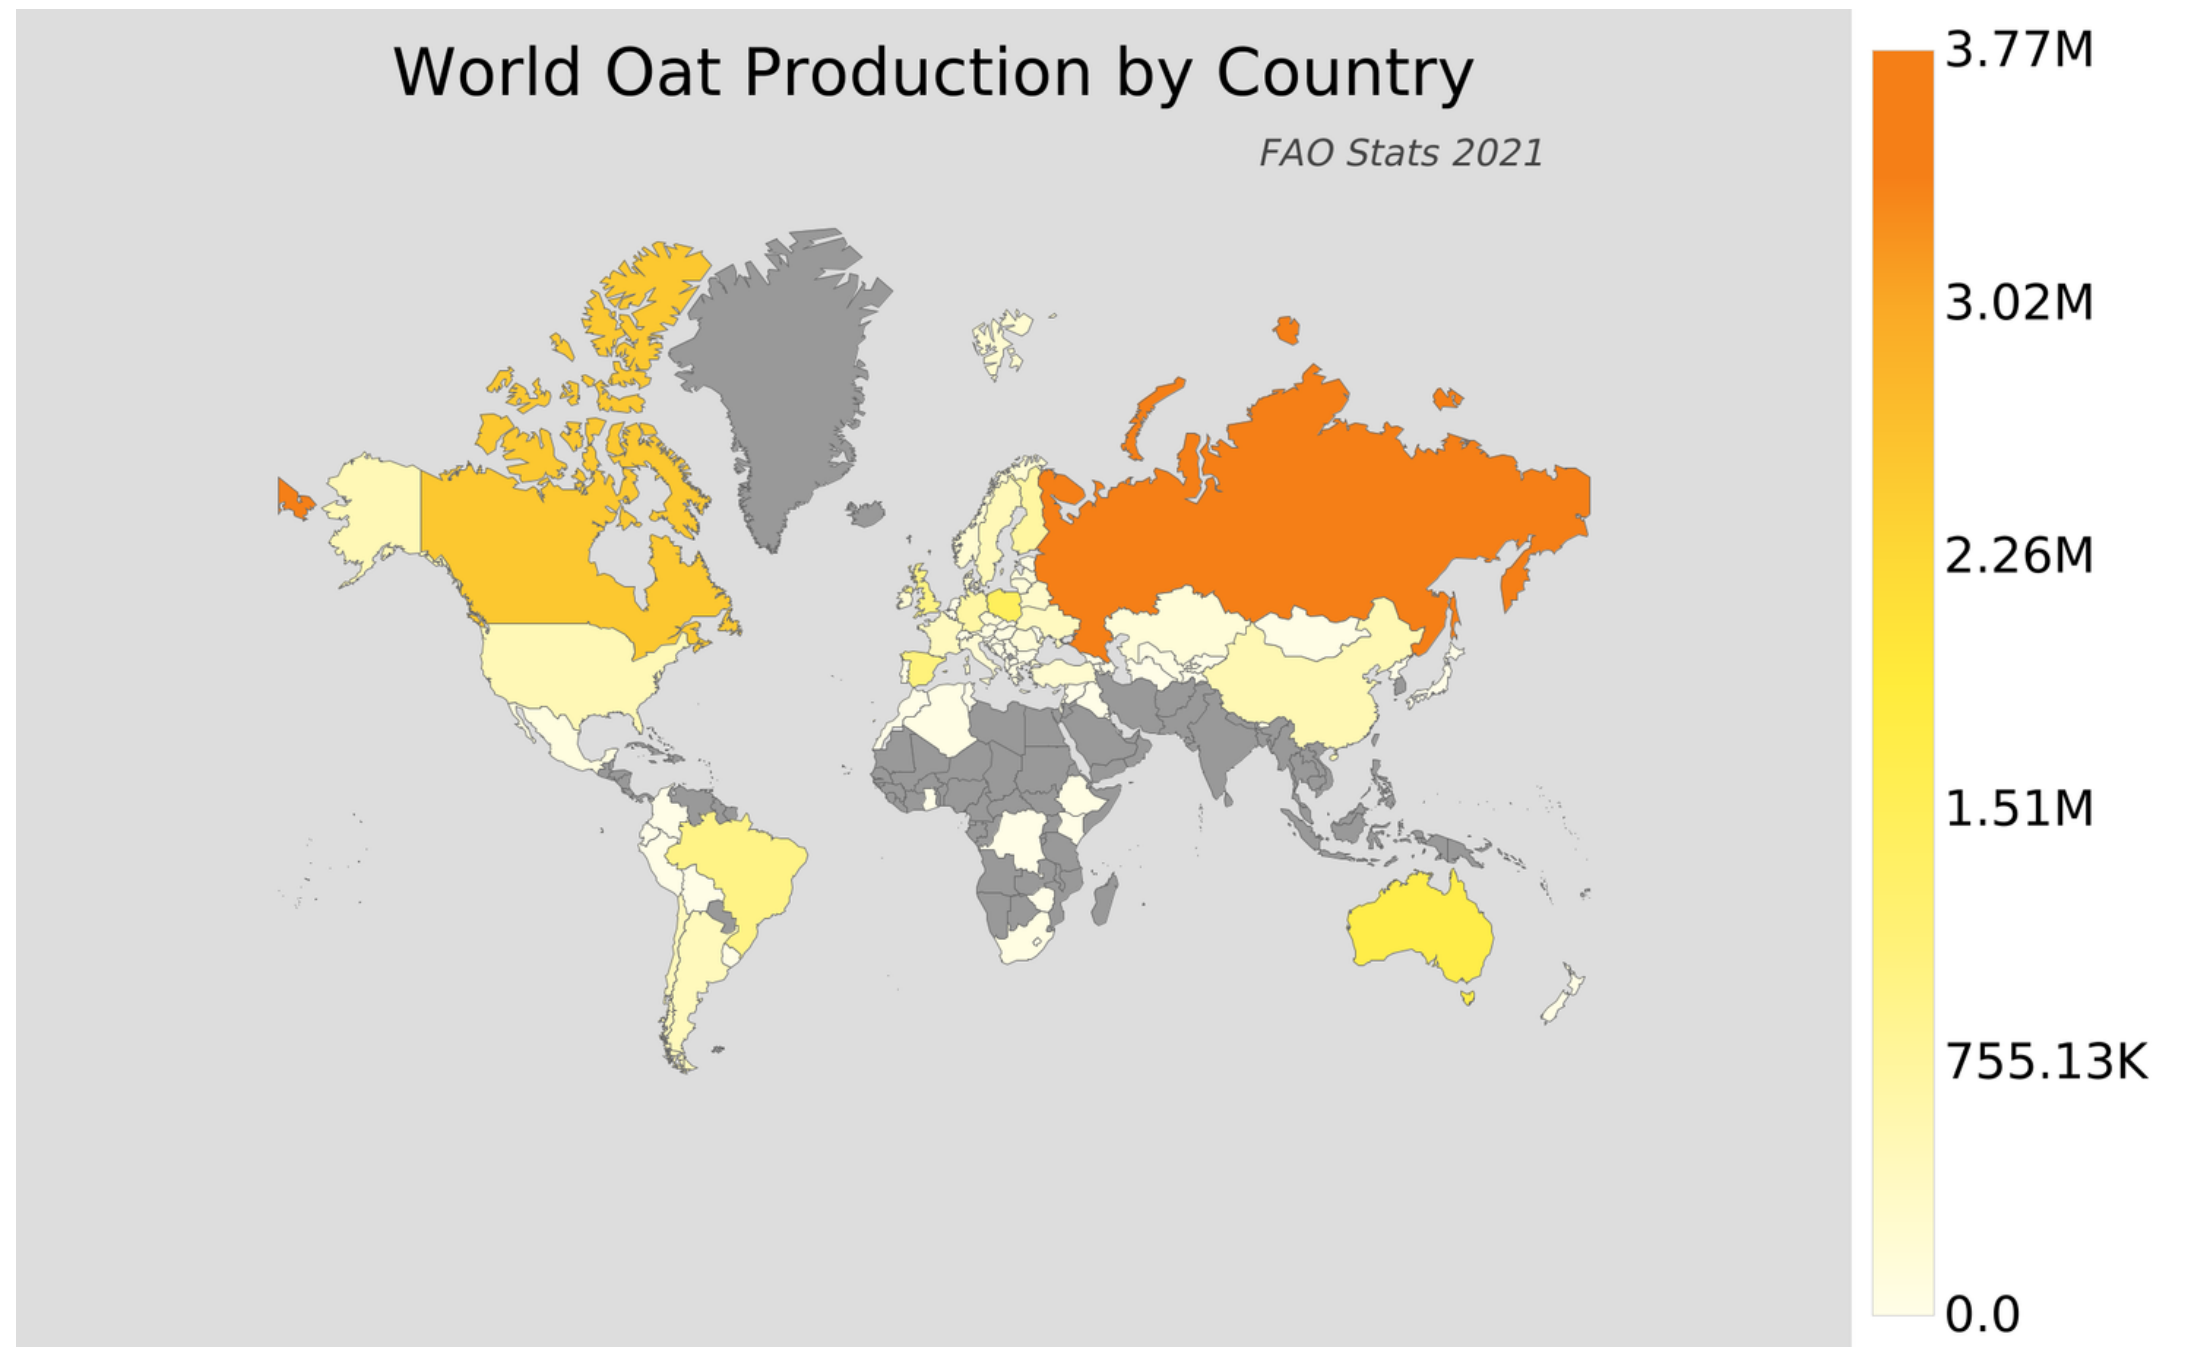 World Oat Production by Country
FAO Stats 2021
3.77M
3.02M
2.26M
1.51M
755.13K
0.0